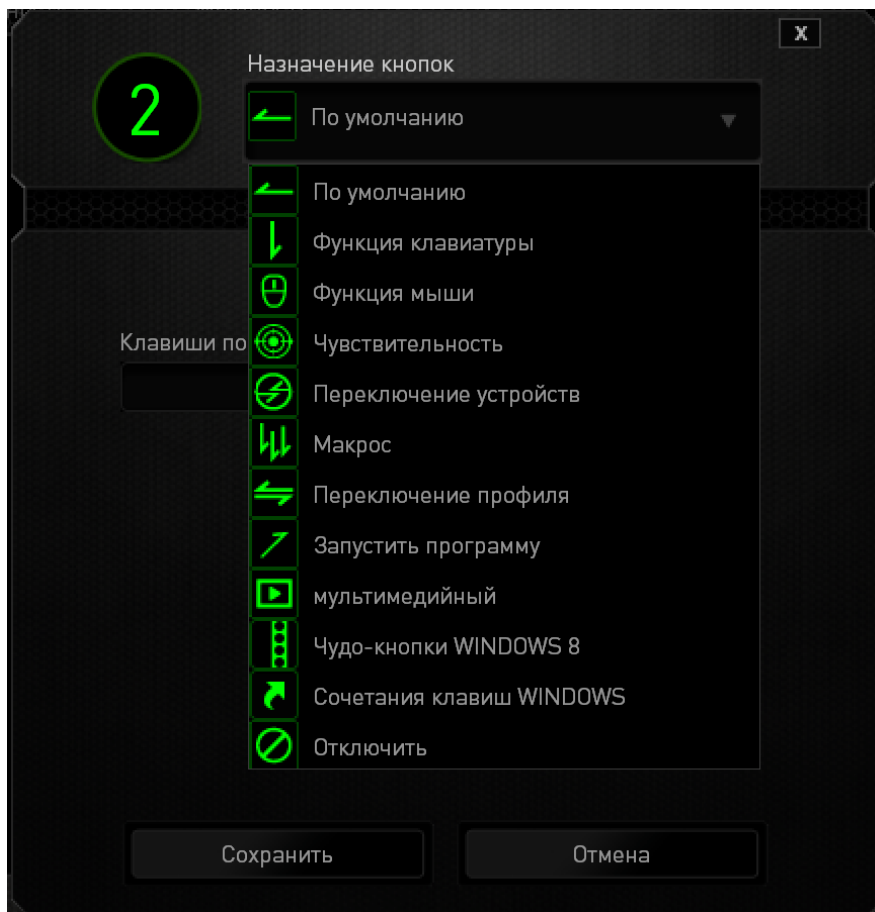 X
Назначение кнопок
2
По умолчанию
По умолчанию
Функция клавиатуры
Функция мыши
Чувствительность
Клавиши по
Переключение устройств
Макрос
Переключение профиля
Запустить программу
мультимедийный
Чудо-кнопки WINDOWS 8
Сочетания клавиш WINDOWS
Отключить
Сохранить
Отмена